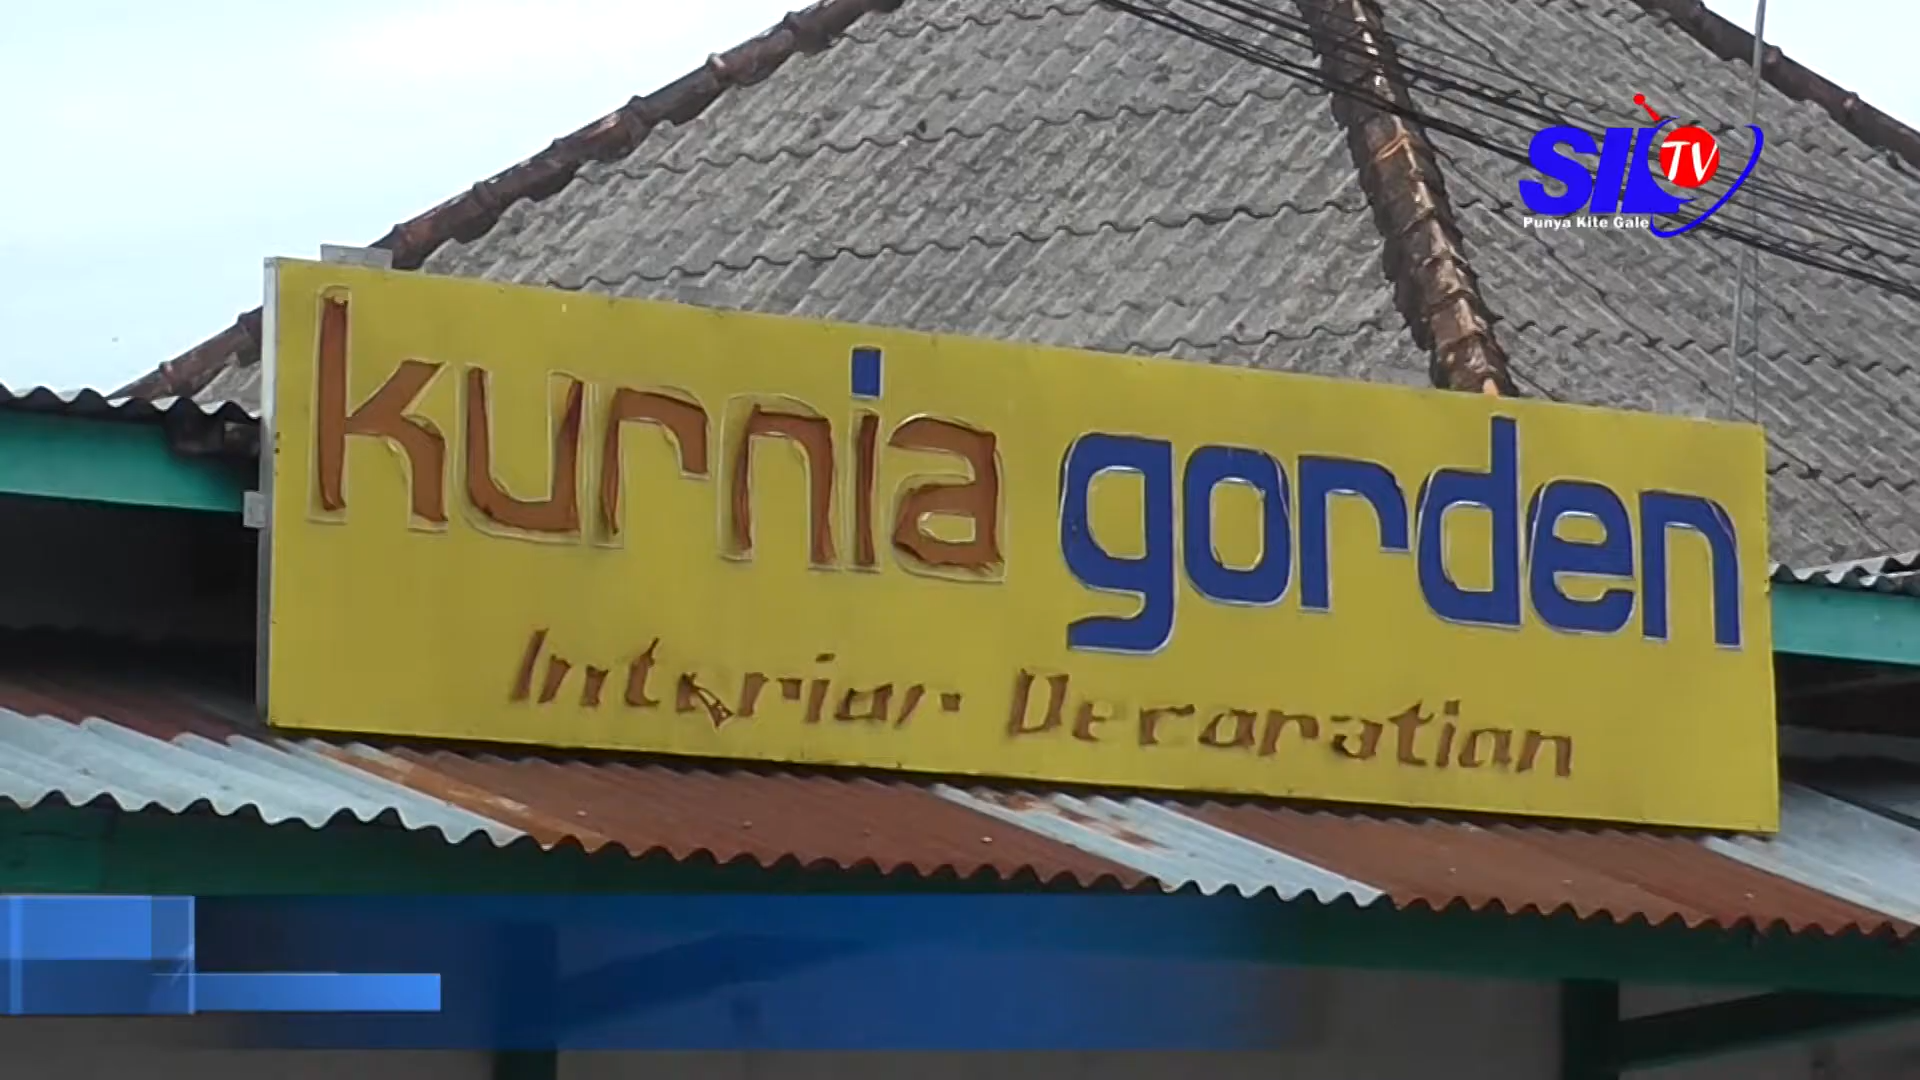 SILTV
Punya Kite Gale
kurnia gorden
Interior Decoration